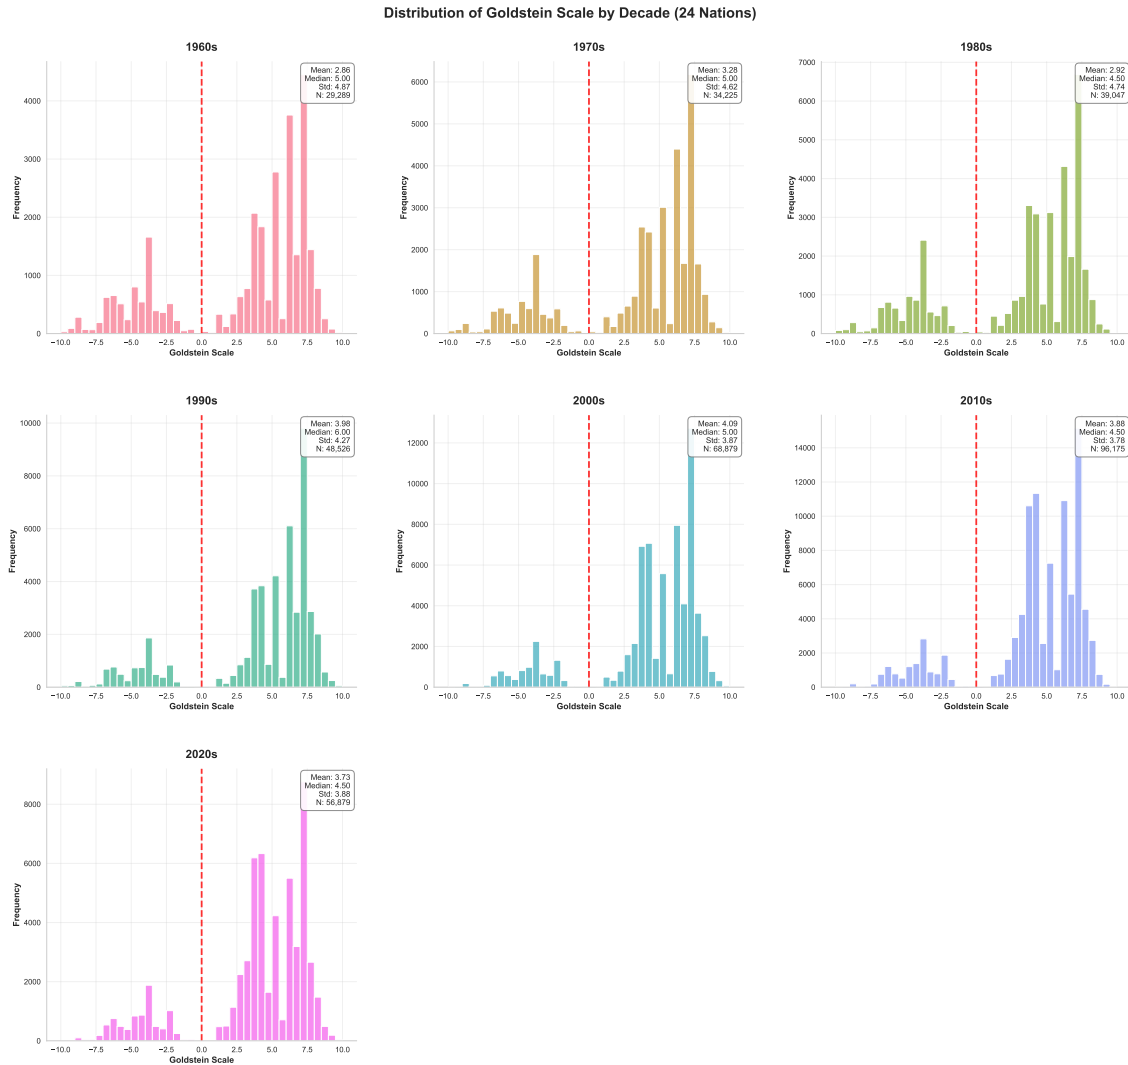 Distribution of Goldstein Scale by Decade (24 Nations)
1960s
Mean: 2.86
Median: 5.00
Std: 4.87
N: 29,289
Frequency
4000
3000
2000
1000
0
−10.0 −7.5 −5.0 −2.5 0.0 2.5 5.0 7.5 10.0
Goldstein Scale
1970s
Mean: 3.28
Median: 5.00
Std: 4.62
N: 34,225
Frequency
6000
5000
4000
3000
2000
1000
0
−10.0 −7.5 −5.0 −2.5 0.0 2.5 5.0 7.5 10.0
Goldstein Scale
1980s
Mean: 2.92
Median: 4.50
Std: 4.74
N: 39,047
Frequency
7000
6000
5000
4000
3000
2000
1000
0
−10.0 −7.5 −5.0 −2.5 0.0 2.5 5.0 7.5 10.0
Goldstein Scale
1990s
Mean: 3.98
Median: 6.00
Std: 4.27
N: 48,526
Frequency
10000
8000
6000
4000
2000
0
−10.0 −7.5 −5.0 −2.5 0.0 2.5 5.0 7.5 10.0
Goldstein Scale
2000s
Mean: 4.09
Median: 5.00
Std: 3.87
N: 68,879
Frequency
12000
10000
8000
6000
4000
2000
0
−10.0 −7.5 −5.0 −2.5 0.0 2.5 5.0 7.5 10.0
Goldstein Scale
2010s
Mean: 3.88
Median: 4.50
Std: 3.78
N: 96,175
Frequency
14000
12000
10000
8000
6000
4000
2000
0
−10.0 −7.5 −5.0 −2.5 0.0 2.5 5.0 7.5 10.0
Goldstein Scale
2020s
Mean: 3.73
Median: 4.50
Std: 3.88
N: 56,879
Frequency
8000
6000
4000
2000
0
−10.0 −7.5 −5.0 −2.5 0.0 2.5 5.0 7.5 10.0
Goldstein Scale